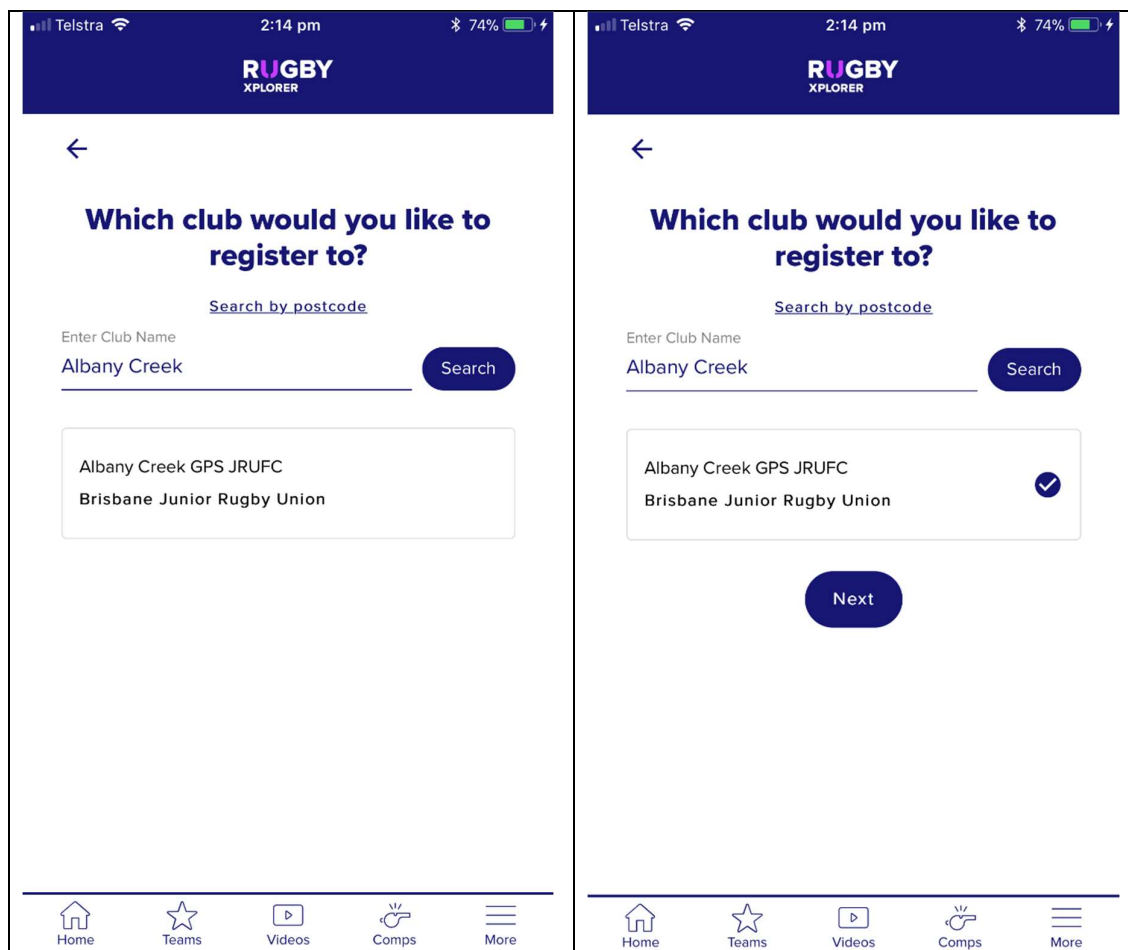 Telstra 2:14 pm 74%
RUGBY
XPLORER
Which club would you like to
register to?
Search by postcode
Enter Club Name
Albany Creek
Search
Albany Creek GPS JRUFC
Brisbane Junior Rugby Union
Home Teams Videos Comps More
Telstra 2:14 pm 74%
RUGBY
XPLORER
Which club would you like to
register to?
Search by postcode
Enter Club Name
Albany Creek
Search
Albany Creek GPS JRUFC
Brisbane Junior Rugby Union
Next
Home Teams Videos Comps More